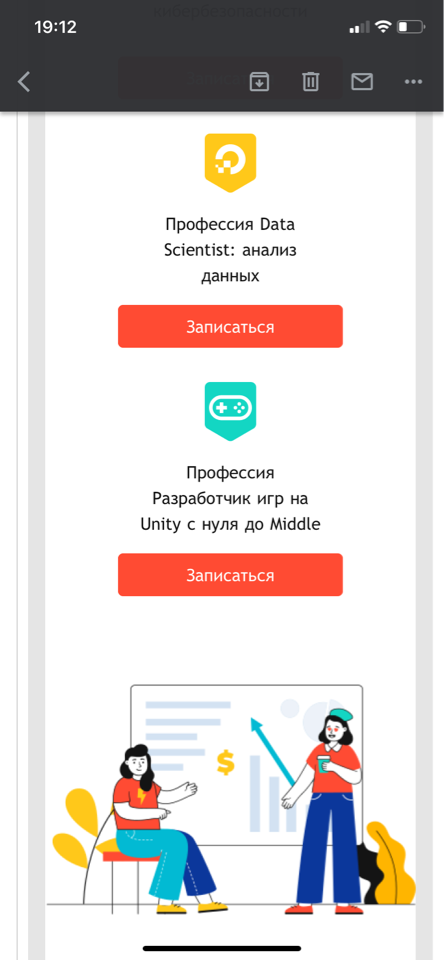 19:12
кибербезопасности
Профессия Data
Scientist: анализ
данных
Записаться
Профессия
Разработчик игр на
Unity с нуля до Middle
Записаться
$